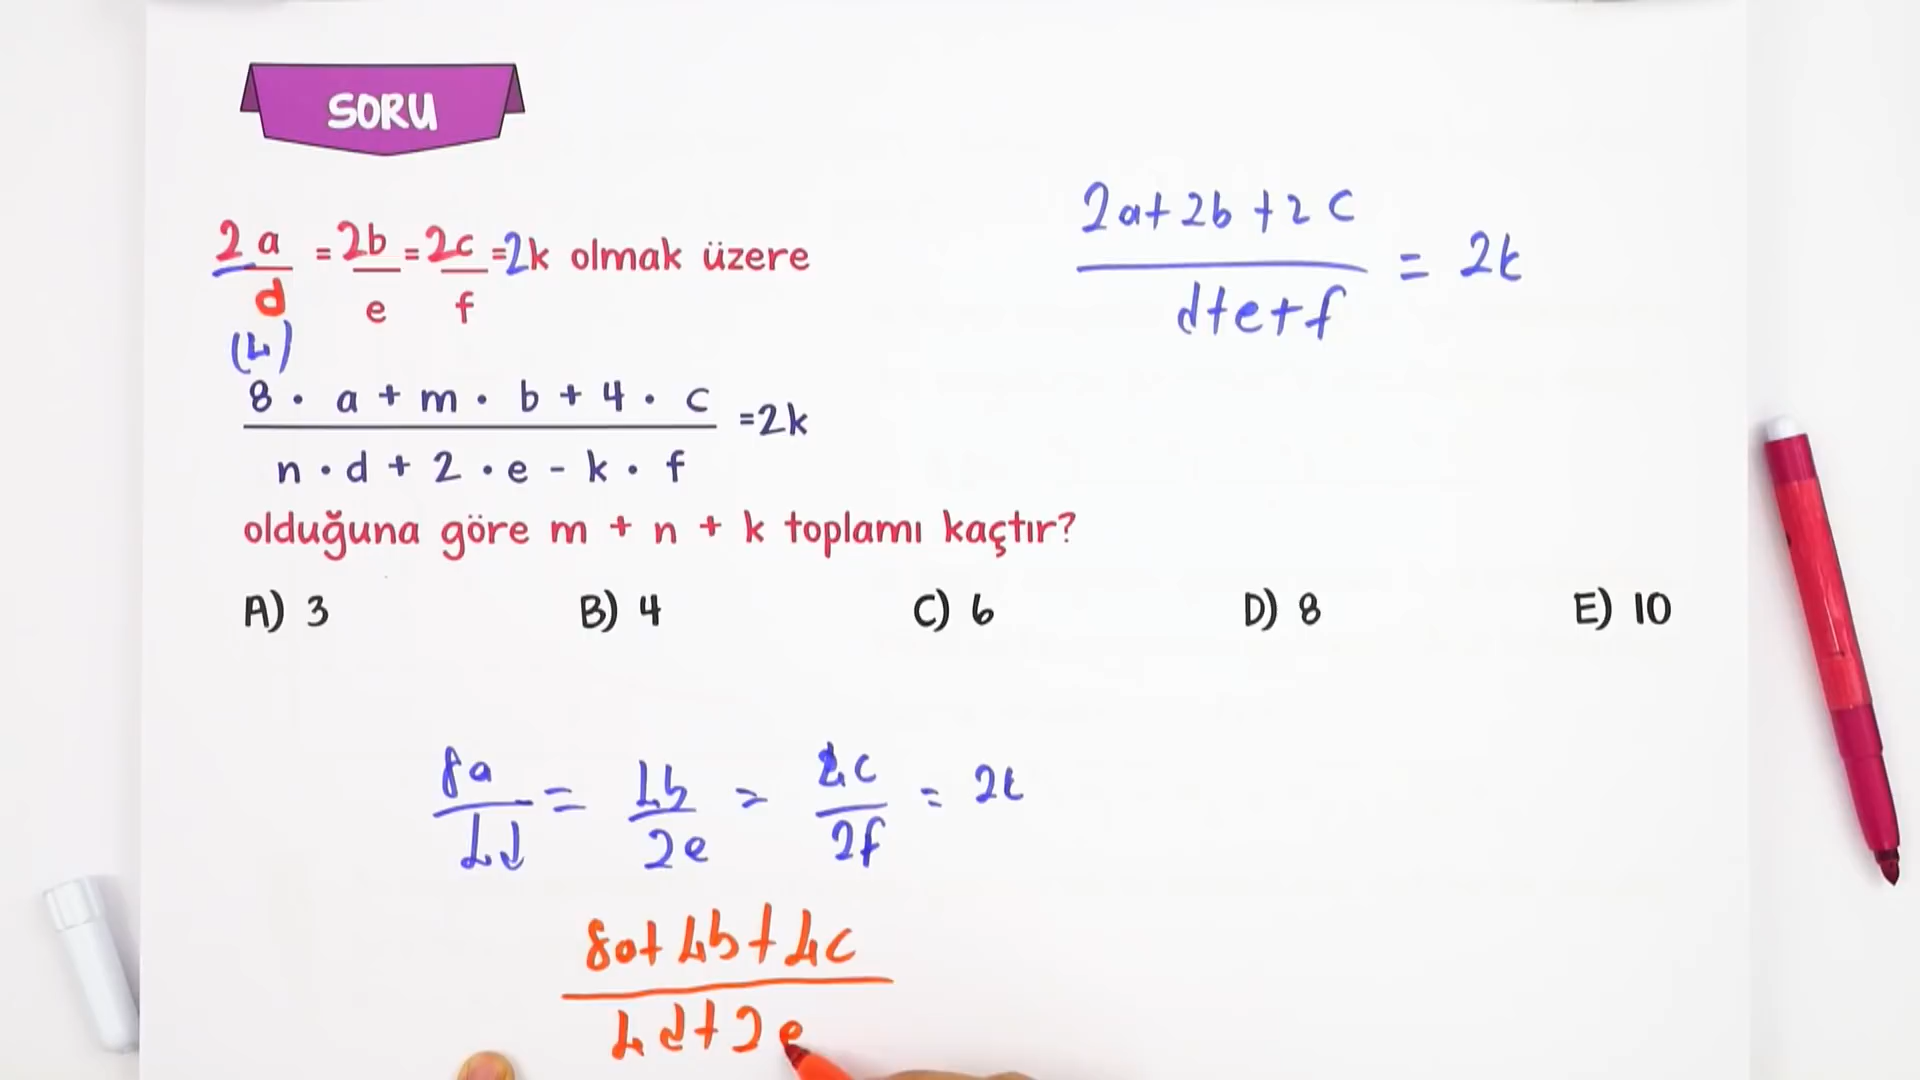 SORU
2a/d = 2b/e = 2c/f = 2k olmak üzere
(4)
8 · a + m · b + 4 · c / n · d + 2 · e - k · f = 2k
olduğuna göre m + n + k toplamı kaçtır?
A) 3 B) 4 C) 6 D) 8 E) 10
2a + 2b + 2c / d + e + f = 2k
8a/4d = 4b/2e = 4c/2f = 2k
8a + 4b + 4c
4d + 2e